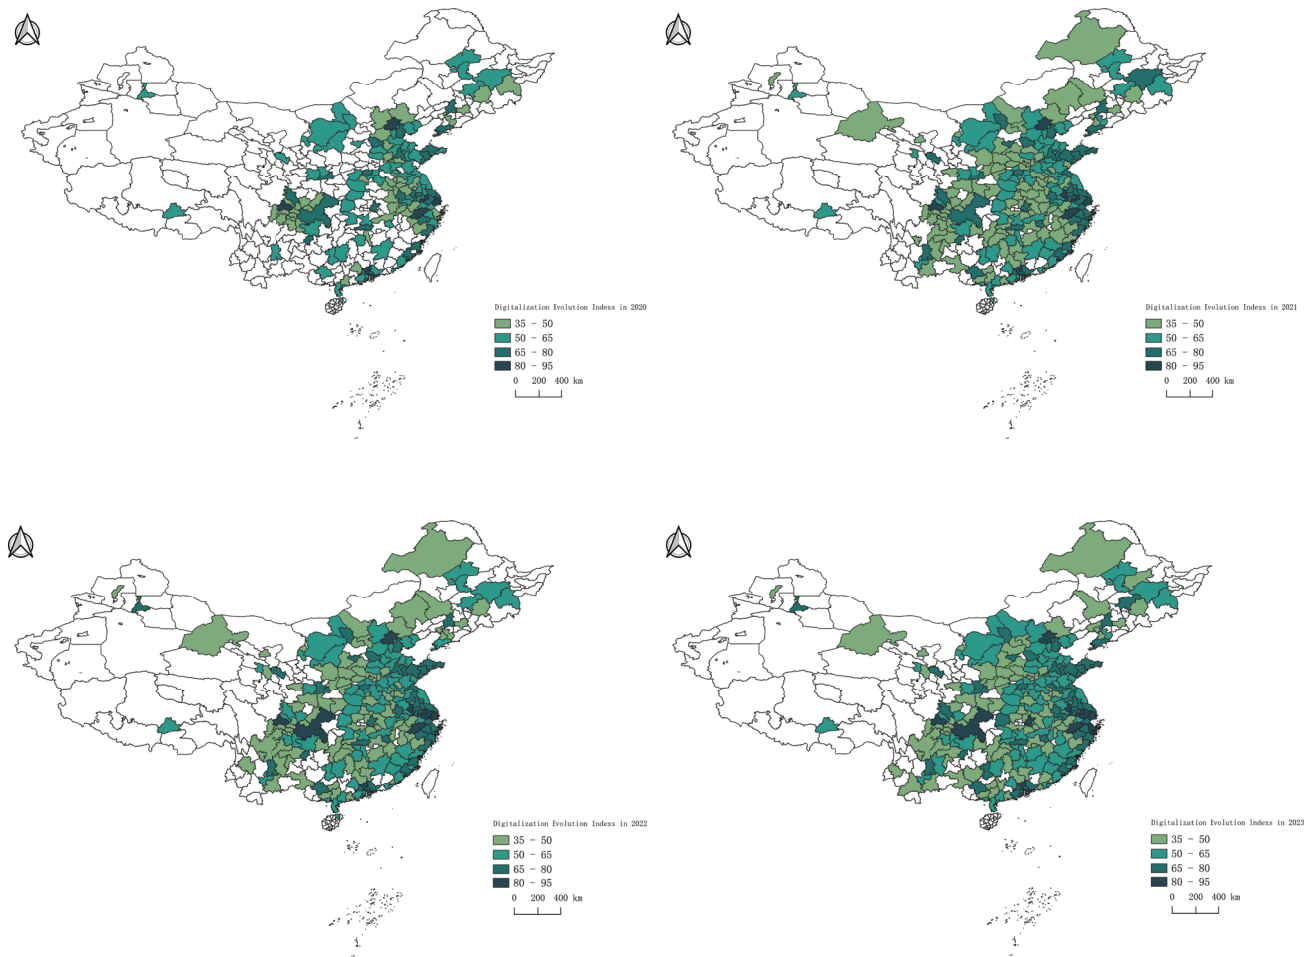 Digitalization Evolution Indexs in 2020
35 - 50
50 - 65
65 - 80
80 - 95
0 200 400 km
Digitalization Evolution Indexs in 2021
35 - 50
50 - 65
65 - 80
80 - 95
0 200 400 km
Digitalization Evolution Indexs in 2022
35 - 50
50 - 65
65 - 80
80 - 95
0 200 400 km
Digitalization Evolution Indexs in 2023
35 - 50
50 - 65
65 - 80
80 - 95
0 200 400 km